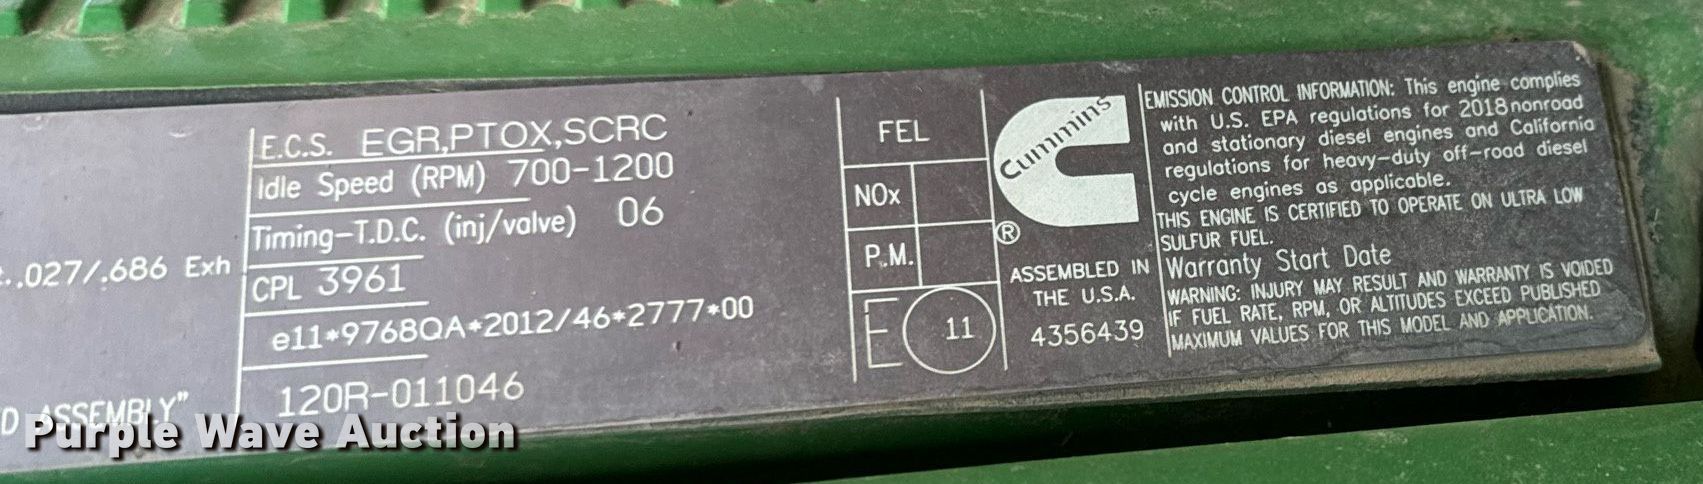 .027/.686 Exh
D ASSEMBLY"
E.C.S. EGR,PTOX,SCRC
Idle Speed (RPM) 700-1200
Timing-T.D.C. (inj/valve) 06
CPL 3961
e11*9768QA*2012/46*2777*00
120R-011046
FEL
NOx
P.M.
E 11
Cummins
®
ASSEMBLED IN
THE U.S.A.
4356439
EMISSION CONTROL INFORMATION: This engine complies
with U.S. EPA regulations for 2018 nonroad
and stationary diesel engines and California
regulations for heavy-duty off-road diesel
cycle engines as applicable.
THIS ENGINE IS CERTIFIED TO OPERATE ON ULTRA LOW
SULFUR FUEL.
Warranty Start Date
WARNING: INJURY MAY RESULT AND WARRANTY IS VOIDED
IF FUEL RATE, RPM, OR ALTITUDES EXCEED PUBLISHED
MAXIMUM VALUES FOR THIS MODEL AND APPLICATION.
Purple Wave Auction